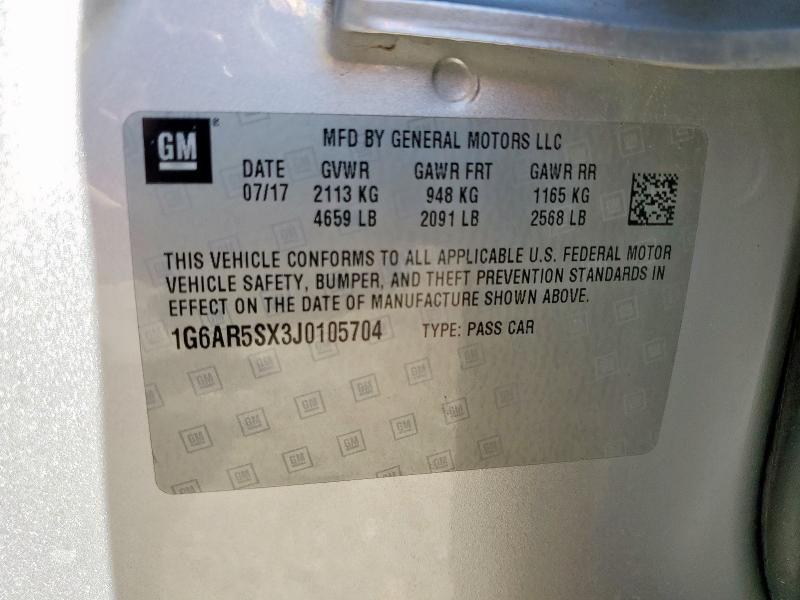 GM®
MFD BY GENERAL MOTORS LLC
DATE GVWR GAWR FRT GAWR RR
07/17 2113 KG 948 KG 1165 KG
4659 LB 2091 LB 2568 LB
THIS VEHICLE CONFORMS TO ALL APPLICABLE U.S. FEDERAL MOTOR
VEHICLE SAFETY, BUMPER, AND THEFT PREVENTION STANDARDS IN
EFFECT ON THE DATE OF MANUFACTURE SHOWN ABOVE.
1G6AR5SX3J0105704 TYPE: PASS CAR